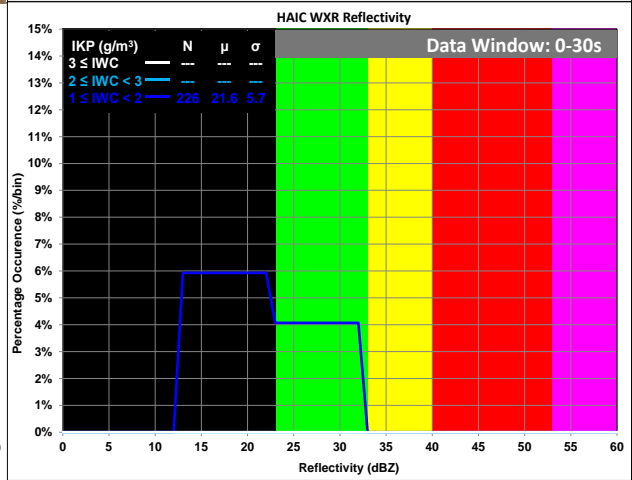 HAIC WXR Reflectivity
IKP (g/m³) N µ σ
3 ≤ IWC --- --- ---
2 ≤ IWC < 3 --- --- ---
1 ≤ IWC < 2 226 21.6 5.7
Data Window: 0-30s
15%
14%
13%
12%
11%
10%
9%
8%
7%
6%
5%
4%
3%
2%
1%
0%
Percentage Occurence (%/bin)
0 5 10 15 20 25 30 35 40 45 50 55 60
Reflectivity (dBZ)